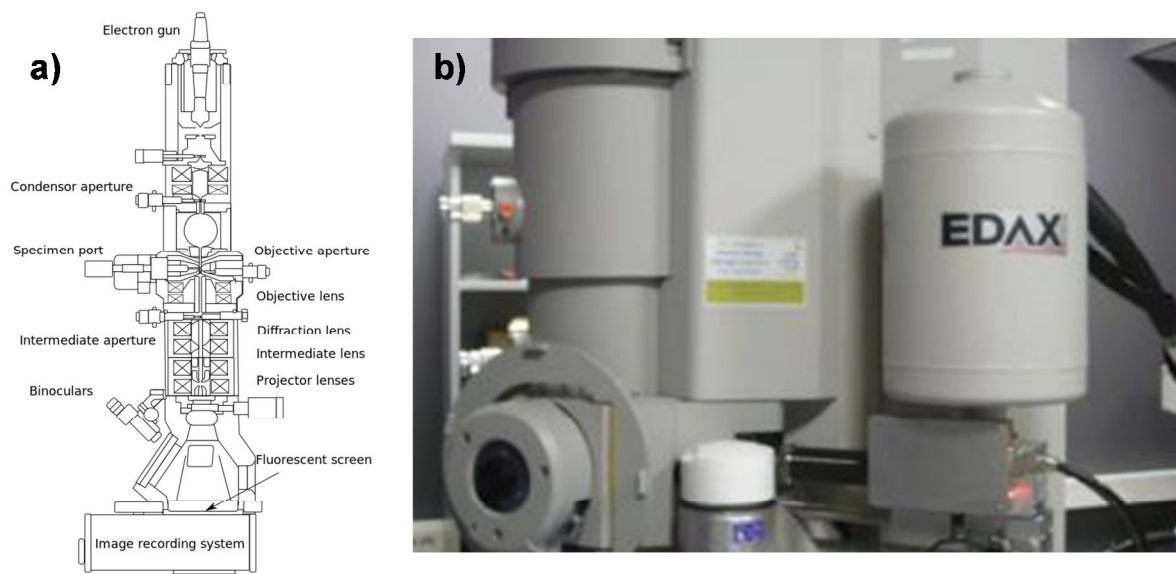 a)
Electron gun
Condensor aperture
Specimen port
Objective aperture
Objective lens
Intermediate aperture
Diffraction lens
Intermediate lens
Binoculars
Projector lenses
Fluorescent screen
Image recording system
b)
EDAX